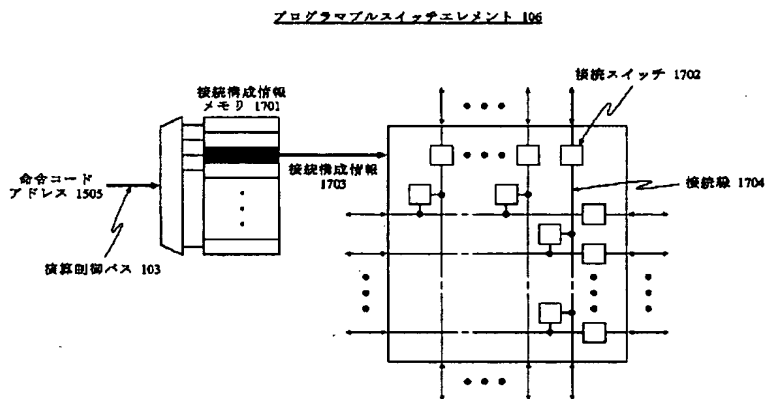 プログラマブルスイッチエレメント 106
接続構成情報
メモリ 1701
接続スイッチ 1702
命令コード
アドレス 1505
接続構成情報
1703
接続線 1704
演算制御バス 103